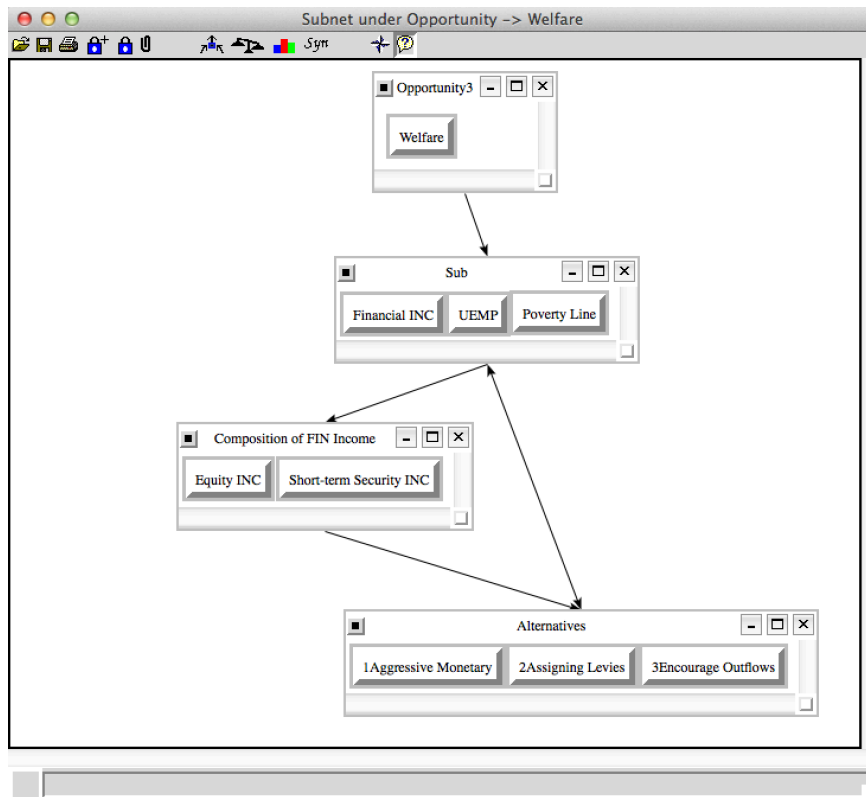 Subnet under Opportunity -> Welfare
Syn
Opportunity3
Welfare
Sub
Financial INC UEMP Poverty Line
Composition of FIN Income
Equity INC Short-term Security INC
Alternatives
1Aggressive Monetary 2Assigning Levies 3Encourage Outflows